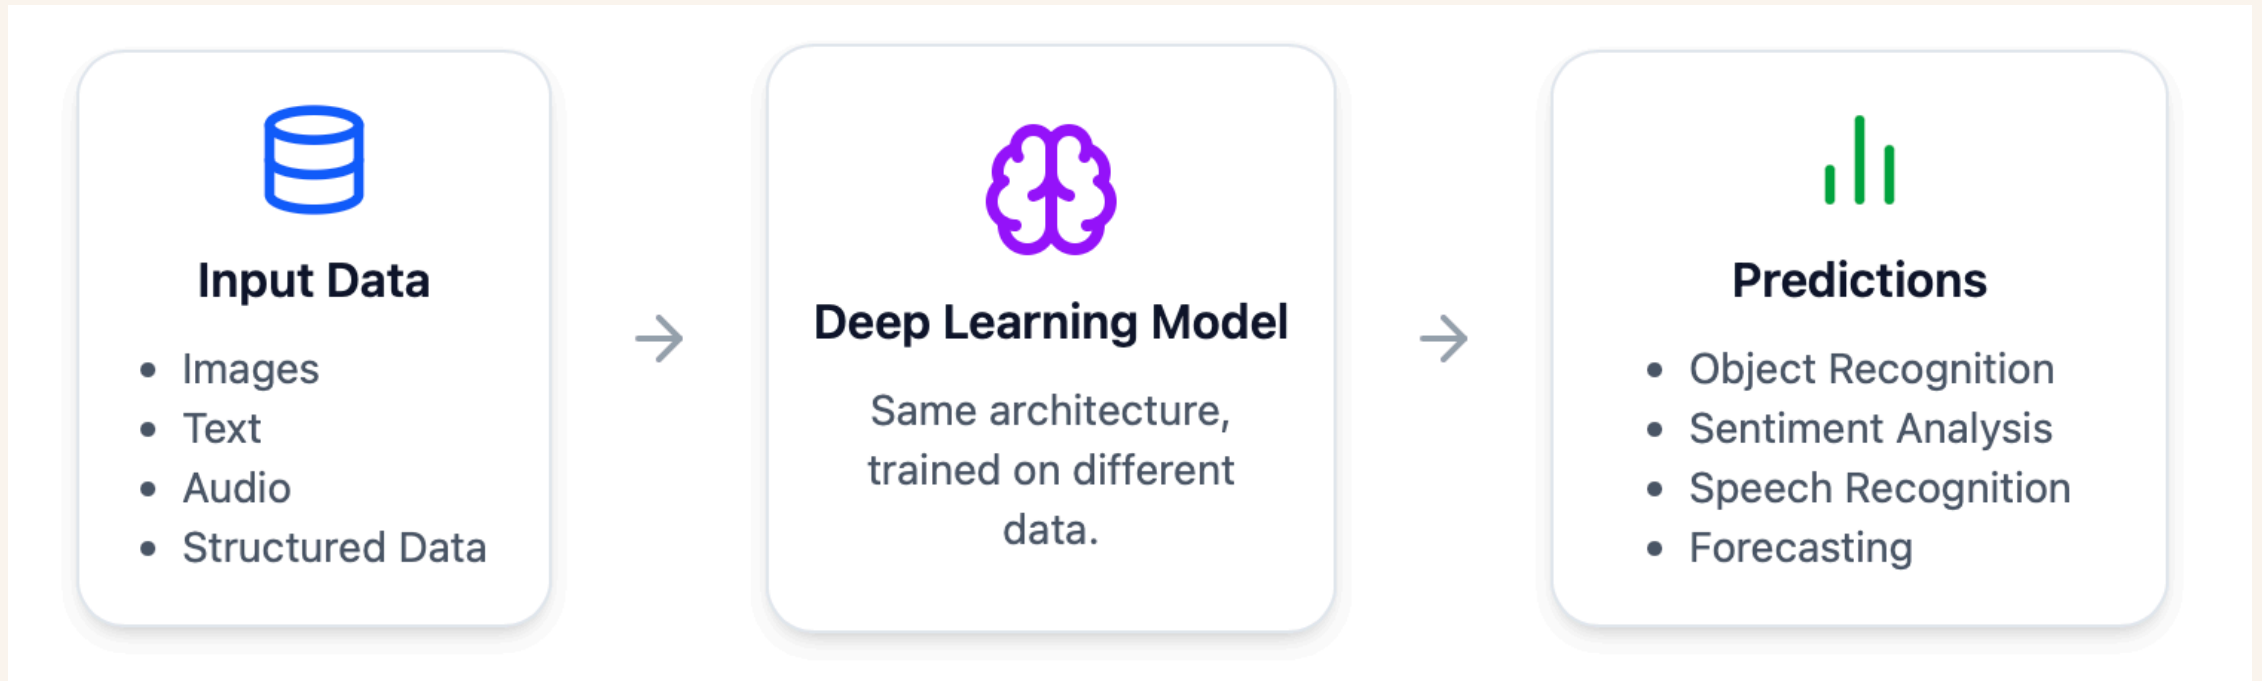 Input Data
• Images
• Text
• Audio
• Structured Data
Deep Learning Model
Same architecture,
trained on different
data.
Predictions
• Object Recognition
• Sentiment Analysis
• Speech Recognition
• Forecasting